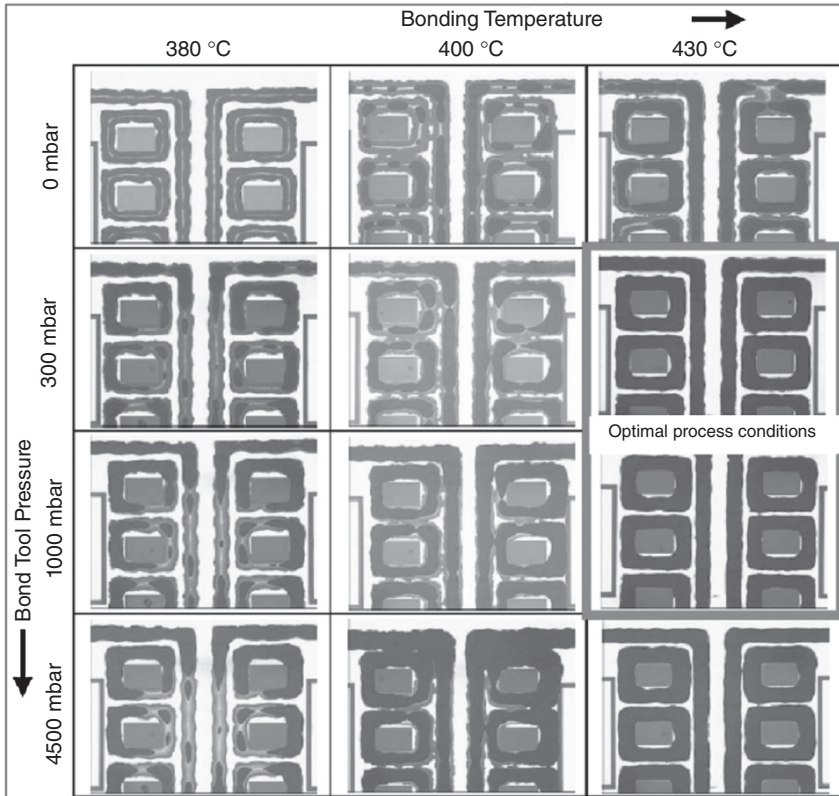 Bonding Temperature
380 °C
400 °C
430 °C
Bond Tool Pressure
0 mbar
300 mbar
Optimal process conditions
1000 mbar
4500 mbar